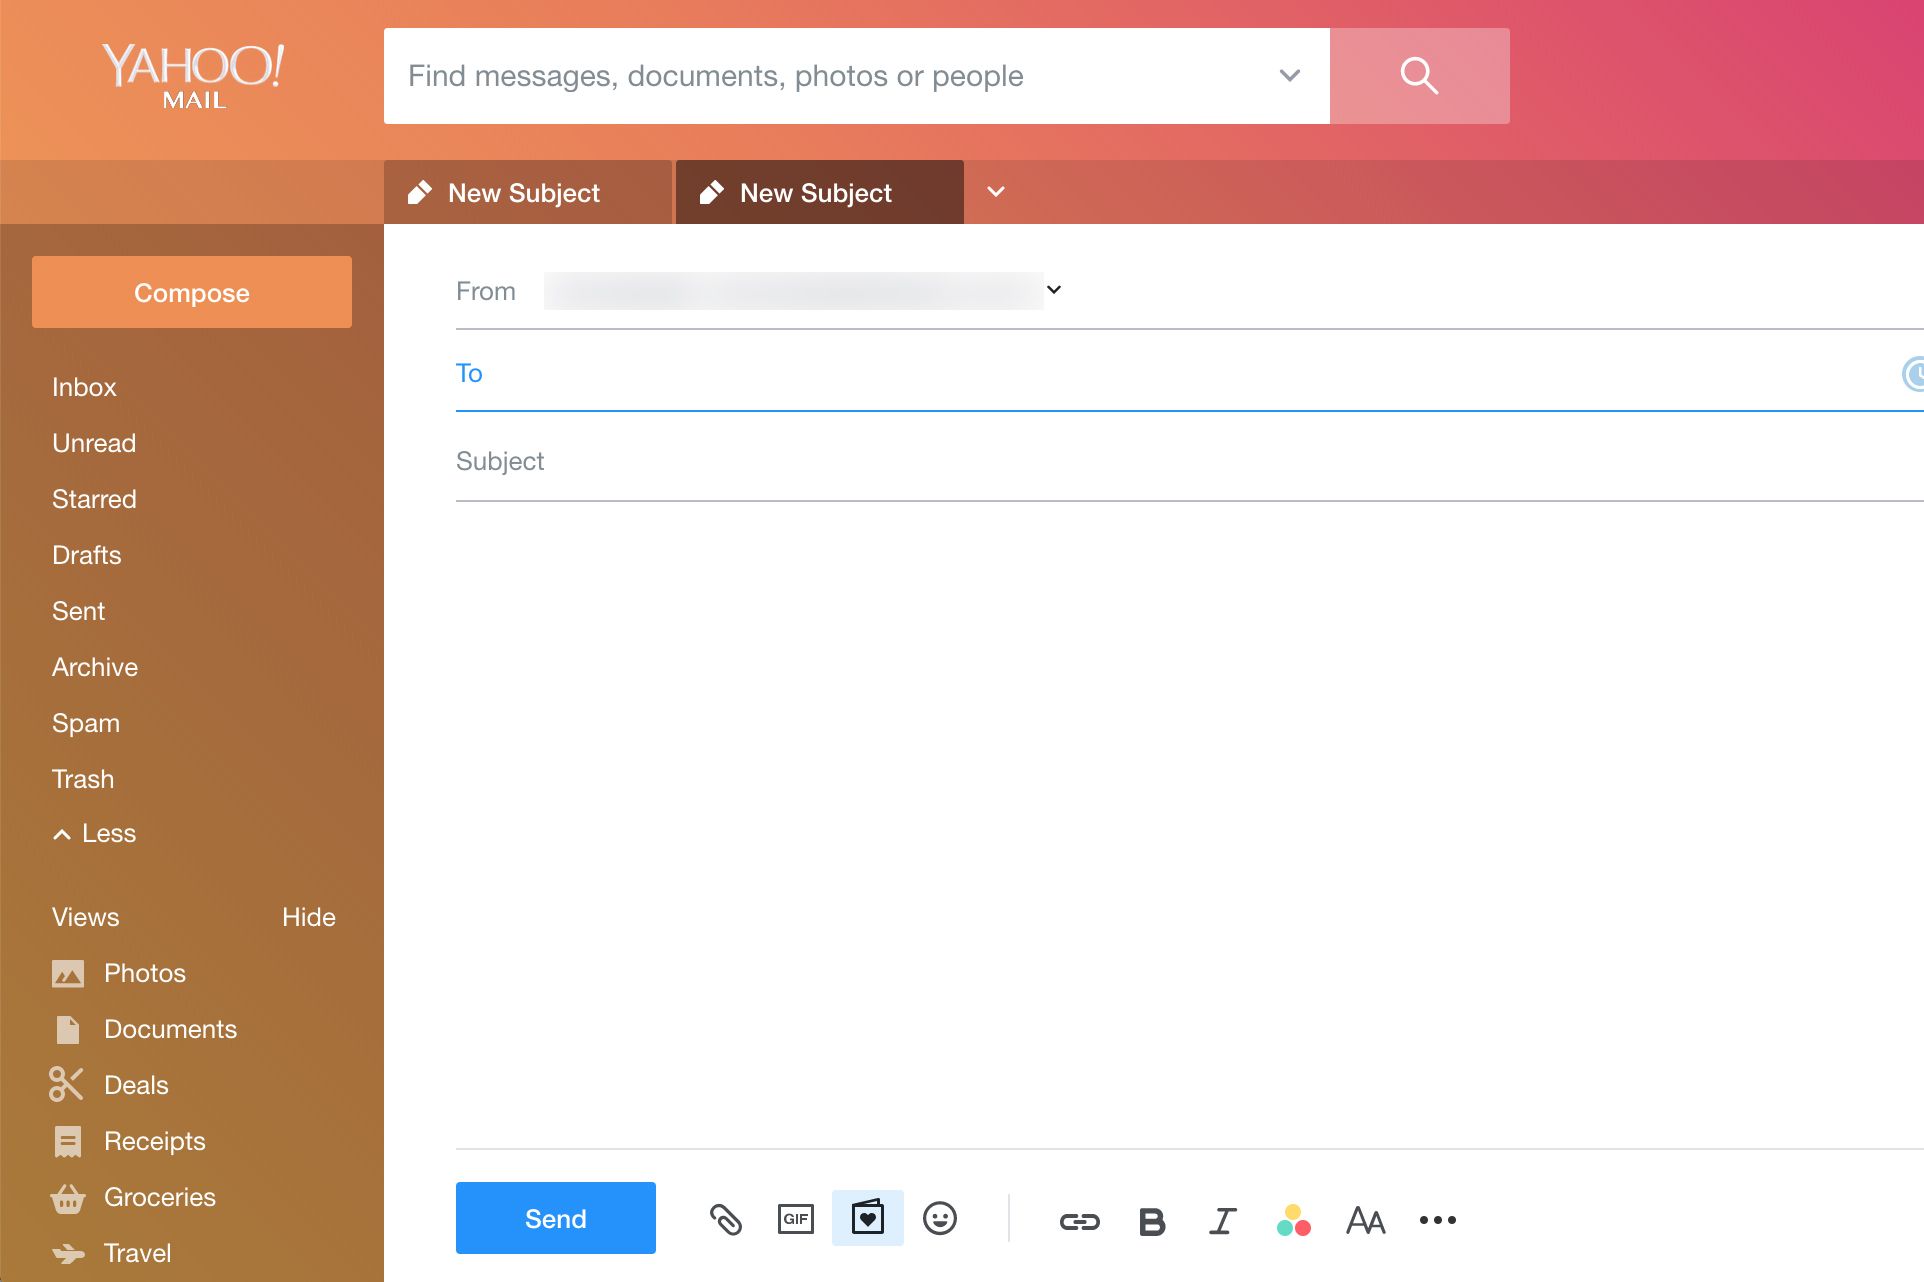 YAHOO!
MAIL
Find messages, documents, photos or people
New Subject
New Subject
Compose
Inbox
Unread
Starred
Drafts
Sent
Archive
Spam
Trash
Less
Views Hide
Photos
Documents
Deals
Receipts
Groceries
Travel
From
To
Subject
Send
GIF
B
I
AA